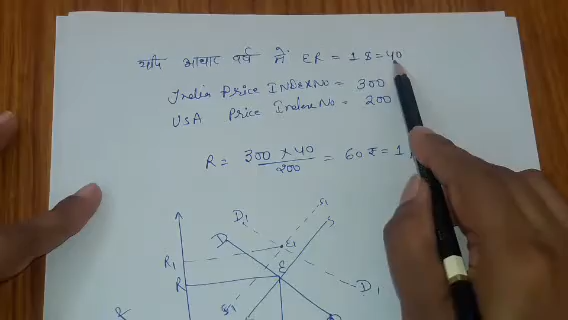 यदि आधार वर्ष में ER = 1 $ = 40
India Price INDEX No = 300
USA Price Index No = 200
R = 300 × 40 / 200 = 60 ₹ = 1
D1
S1
D
S
E1
R1
E
R
D1
S1
D